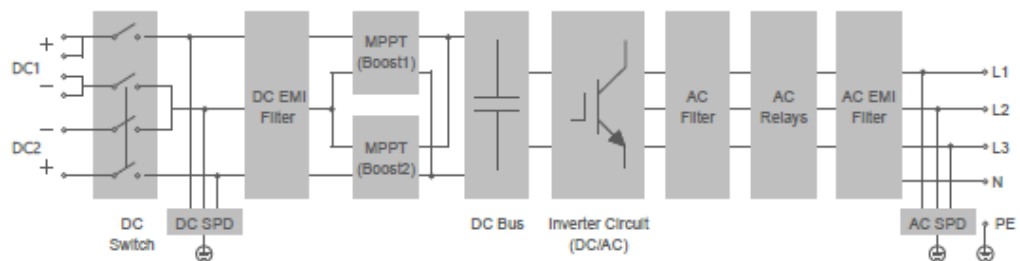 +
DC1
−
−
DC2
+
DC
Switch
DC SPD
DC EMI
Filter
MPPT
(Boost1)
MPPT
(Boost2)
DC Bus
Inverter Circuit
(DC/AC)
AC
Filter
AC
Relays
AC EMI
Filter
L1
L2
L3
N
AC SPD
PE